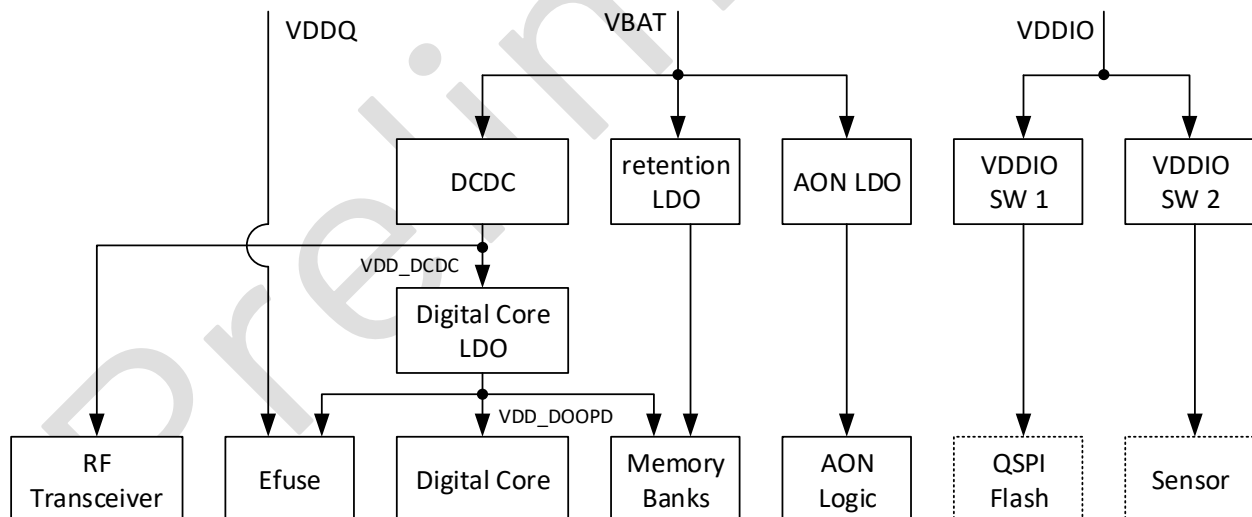 VDDQ
VBAT
VDDIO
DCDC
retention
LDO
AON LDO
VDDIO
SW 1
VDDIO
SW 2
VDD_DCDC
Digital Core
LDO
VDD_DOOPD
RF
Transceiver
Efuse
Digital Core
Memory
Banks
AON
Logic
QSPI
Flash
Sensor
Prelim